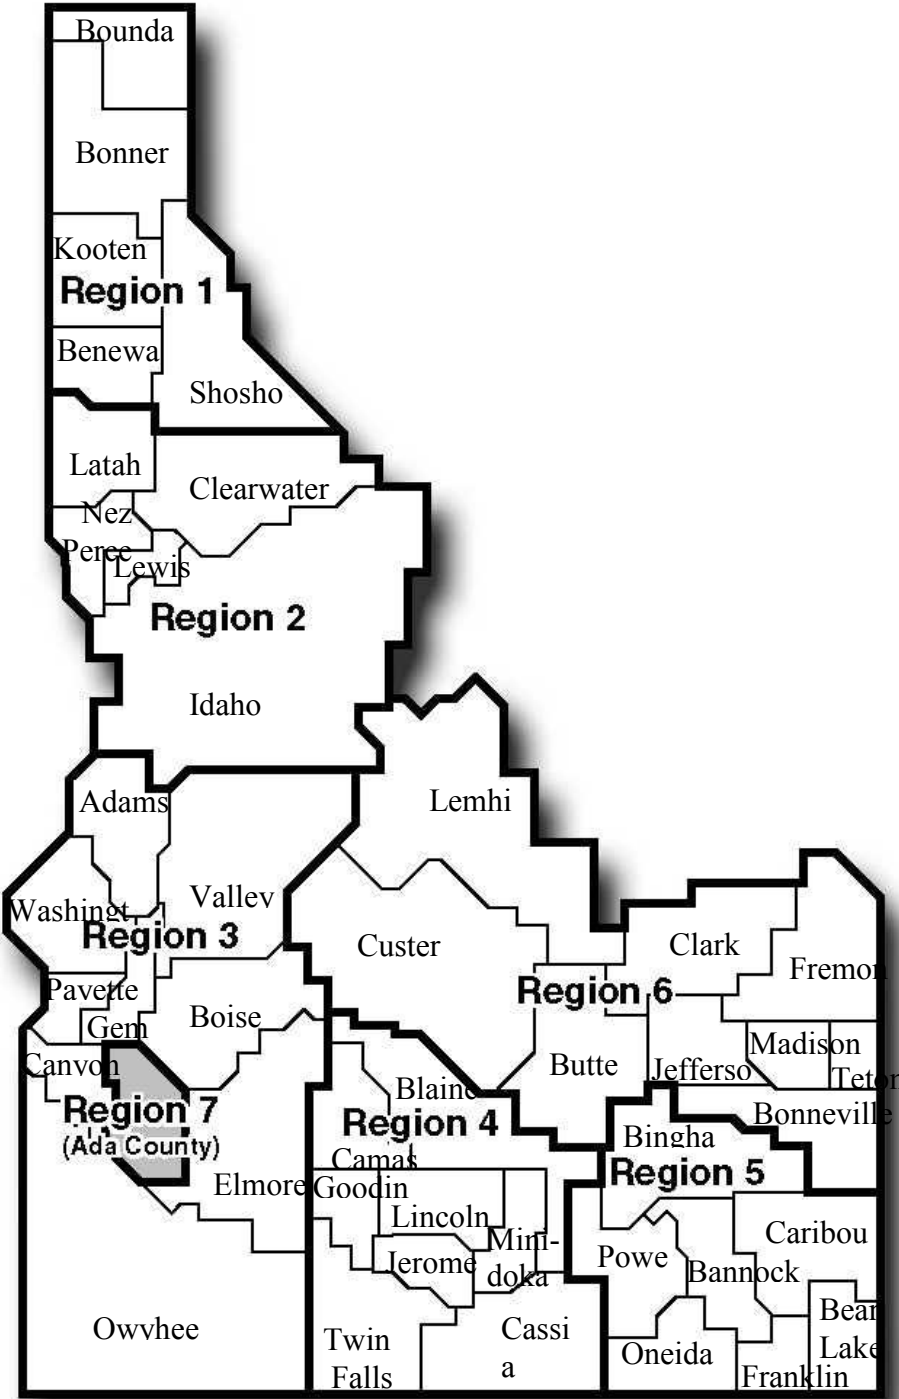 Bounda
Bonner
Kooten
Region 1
Benewa
Shosho
Latah
Clearwater
Nez
Perce
Lewis
Region 2
Idaho
Adams
Lemhi
Valley
Washingt
Region 3
Custer
Clark
Fremon
Region 6
Payette
Gem
Boise
Canyon
Butte
Jefferso
Madison
Teton
Blaine
Bonneville
Region 7
(Ada County)
Region 4
Bingha
Camas
Region 5
Elmore
Goodin
Lincoln
Mini-
doka
Jerome
Powe
Bannock
Caribou
Owyhee
Twin
Falls
Cassi
a
Oneida
Bear
Lake
Franklin